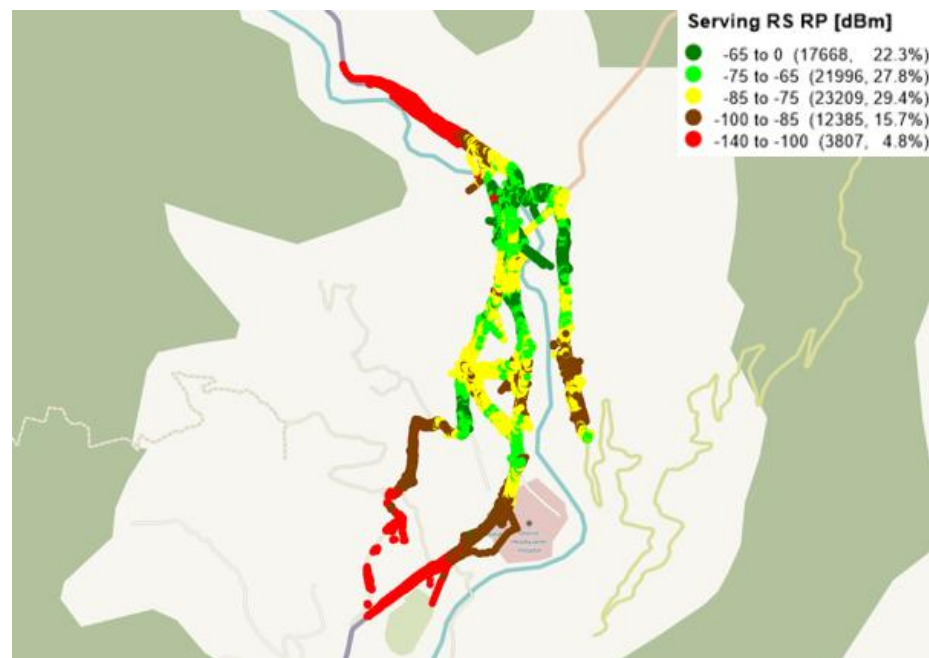 Serving RS RP [dBm]
-65 to 0 (17668, 22.3%)
-75 to -65 (21996, 27.8%)
-85 to -75 (23209, 29.4%)
-100 to -85 (12385, 15.7%)
-140 to -100 (3807, 4.8%)